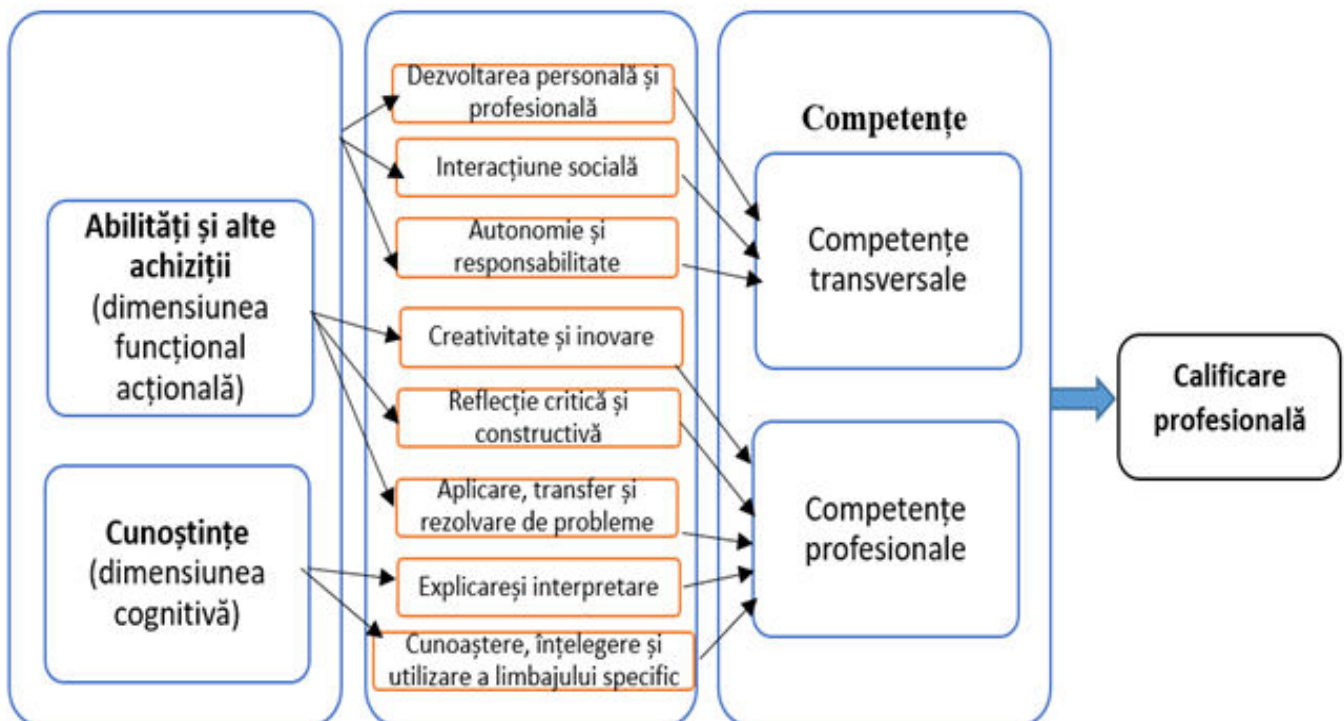 Abilități și alte
achiziții
(dimensiunea
funcțional
acțională)
Cunoștințe
(dimensiunea
cognitivă)
Dezvoltarea personală și
profesională
Interacțiune socială
Autonomie și
responsabilitate
Creativitate și inovare
Reflecție critică și
constructivă
Aplicare, transfer și
rezolvare de probleme
Explicareși interpretare
Cunoaștere, înțelegere și
utilizare a limbajului specific
Competențe
Competențe
transversale
Competențe
profesionale
Calificare
profesională